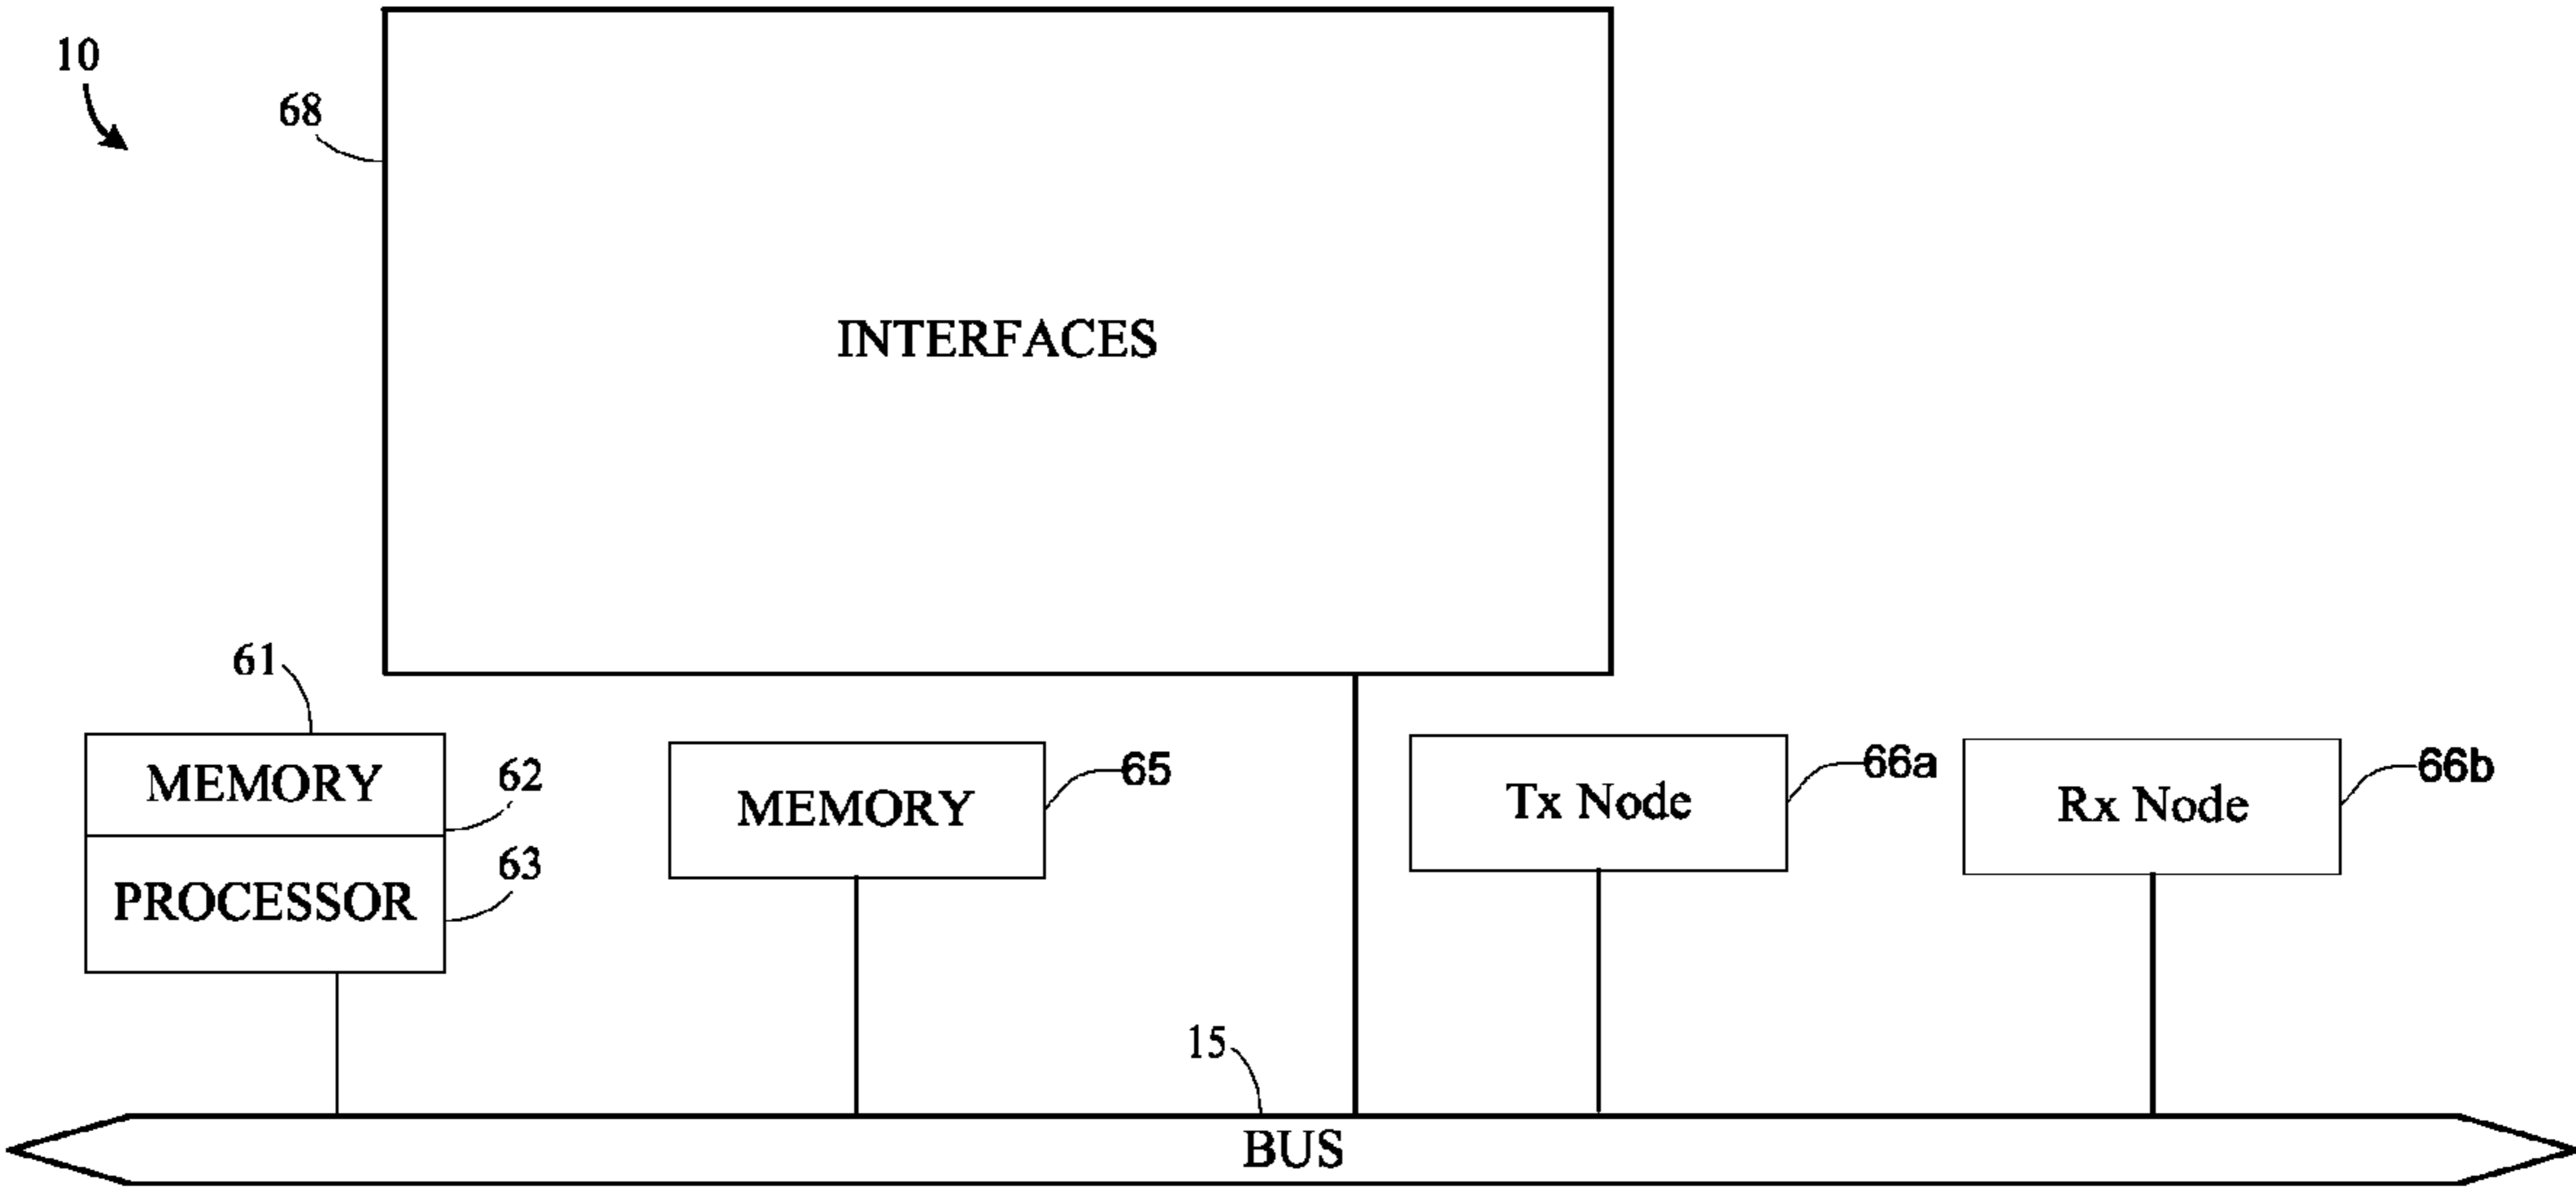 10
68
INTERFACES
61
MEMORY
62
PROCESSOR
63
MEMORY
65
Tx Node
66a
Rx Node
66b
15
BUS